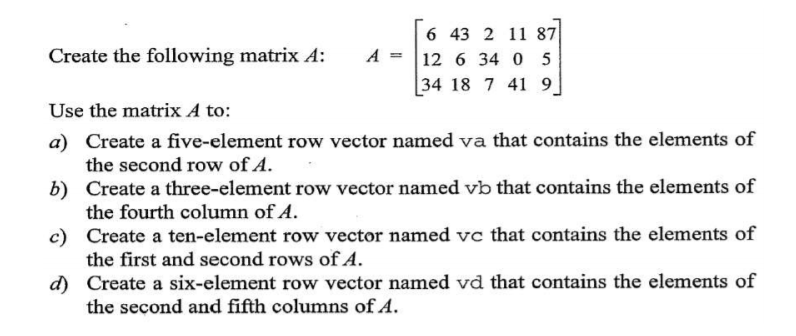 6 43 2 11 87
Create the following matrix A: A = 12 6 34 0 5
34 18 7 41 9
Use the matrix A to:
a) Create a five-element row vector named va that contains the elements of
the second row of A.
b) Create a three-element row vector named vb that contains the elements of
the fourth column of A.
c) Create a ten-element row vector named vc that contains the elements of
the first and second rows of A.
d) Create a six-element row vector named vd that contains the elements of
the second and fifth columns of A.